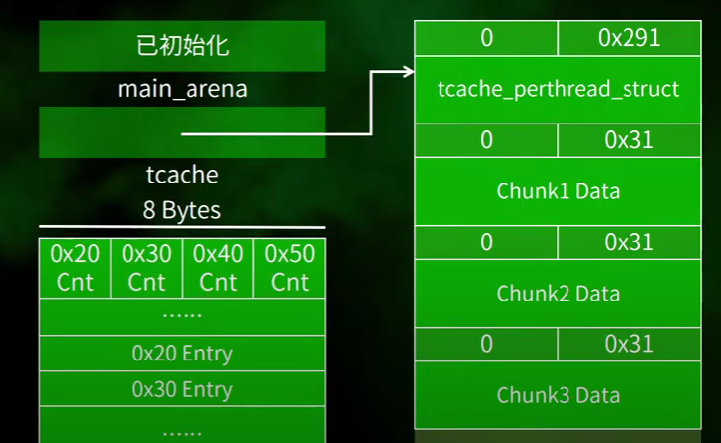 已初始化
main_arena
tcache
8 Bytes
0x20 Cnt
0x30 Cnt
0x40 Cnt
0x50 Cnt
......
0x20 Entry
0x30 Entry
......
0 0x291
tcache_perthread_struct
0 0x31
Chunk1 Data
0 0x31
Chunk2 Data
0 0x31
Chunk3 Data